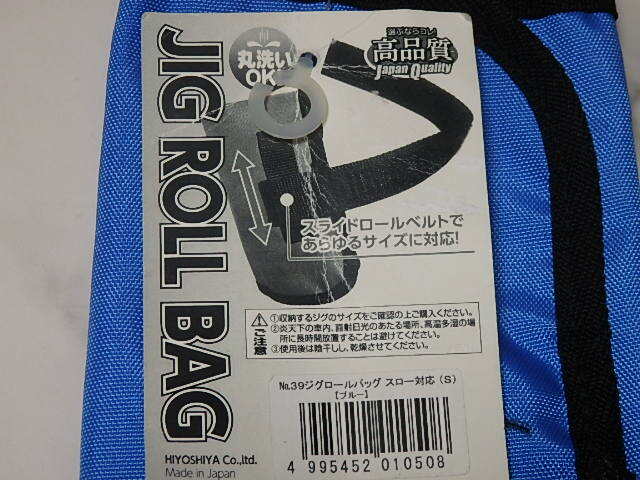 JIG ROLL BAG
丸洗い
OK
選ぶならコレ!
高品質
Japan Quality
スライドロールベルトで
あらゆるサイズに対応!
ご注意
①収納するジグのサイズをご確認の上ご購入ください。
②炎天下の車内、直射日光のあたる場所、高温多湿の場
所に長時間放置することは避けてください。
③使用後は陰干しし、乾燥させてください。
No.39ジグロールバッグ スロー対応(S)
【ブルー】
4 995452 010508
HIYOSHIYA Co.,ltd.
Made in Japan